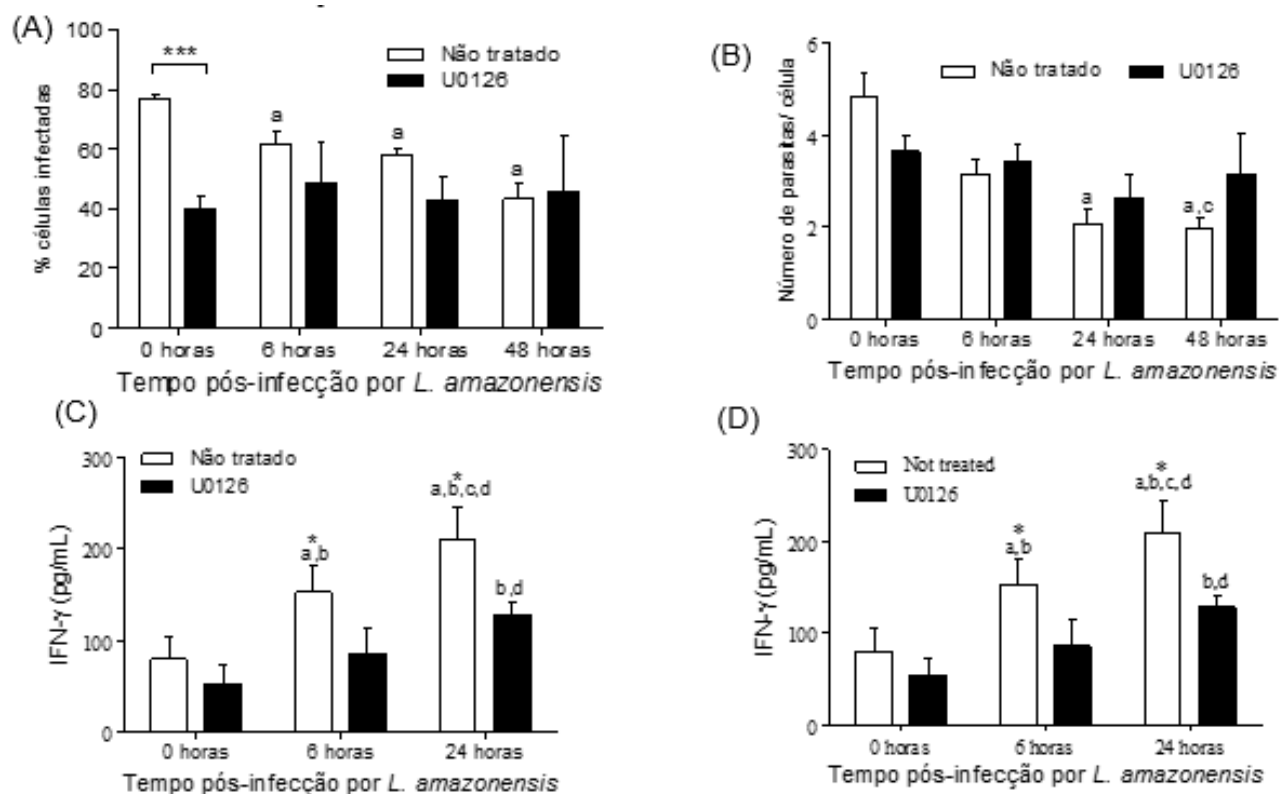 (A)
***
Não tratado
U0126
% células infectadas
100
80
60
40
20
0
a
a
a
0 horas
6 horas
24 horas
48 horas
Tempo pós-infecção por L. amazonensis
(B)
Não tratado
U0126
Número de parasitas/ célula
6
4
2
0
a
a,c
0 horas
6 horas
24 horas
48 horas
Tempo pós-infecção por L. amazonensis
(C)
Não tratado
U0126
IFN-γ (pg/mL)
300
200
100
0
*
a,b
*
a,b,c,d
b,d
0 horas
6 horas
24 horas
Tempo pós-infecção por L. amazonensis
(D)
Not treated
U0126
IFN-γ (pg/mL)
300
200
100
0
*
a,b
*
a,b,c,d
b,d
0 horas
6 horas
24 horas
Tempo pós-infecção por L. amazonensis